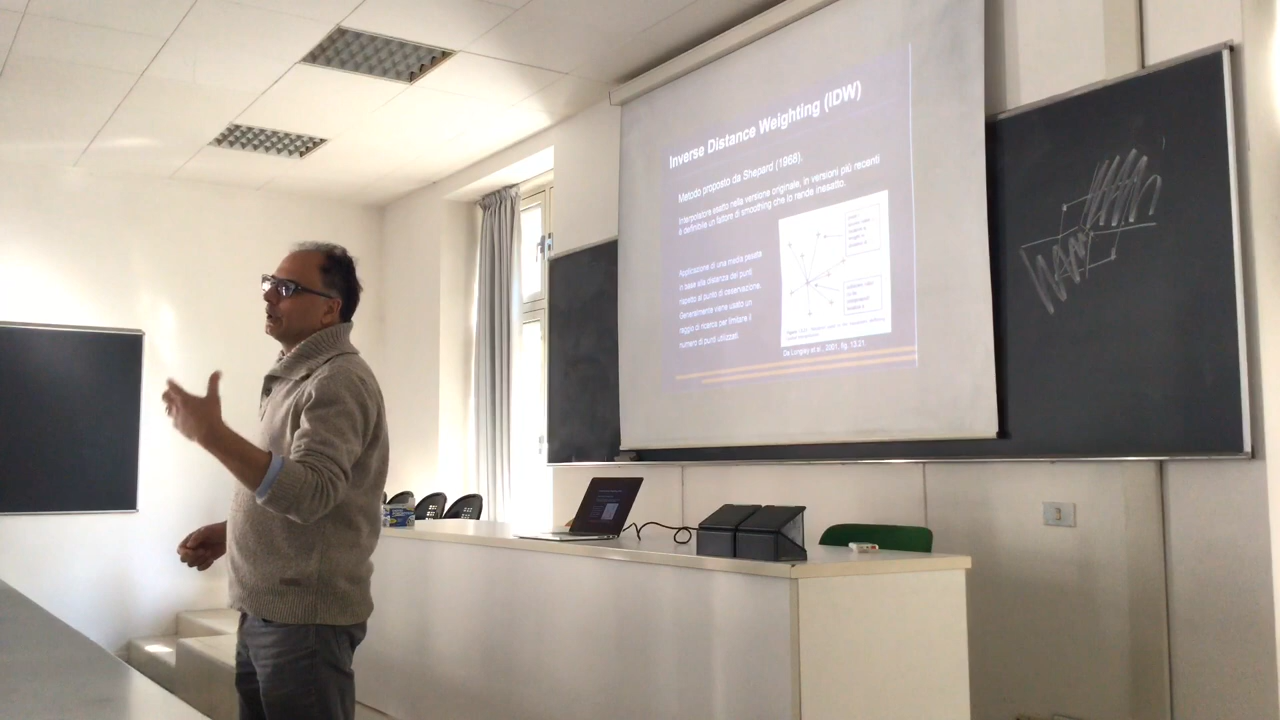 Inverse Distance Weighting (IDW)
Metodo proposto da Shepard (1968).
Interpolatore esatto nella versione originale, in versioni più recenti
è definibile un fattore di smoothing che lo rende inesatto.
Applicazione di una media pesata
in base alla distanza dei punti
rispetto al punto di osservazione.
Generalmente viene usato un
raggio di ricerca per limitare il
numero di punti utilizzati.
De Longley et al., 2001, fig. 13.21